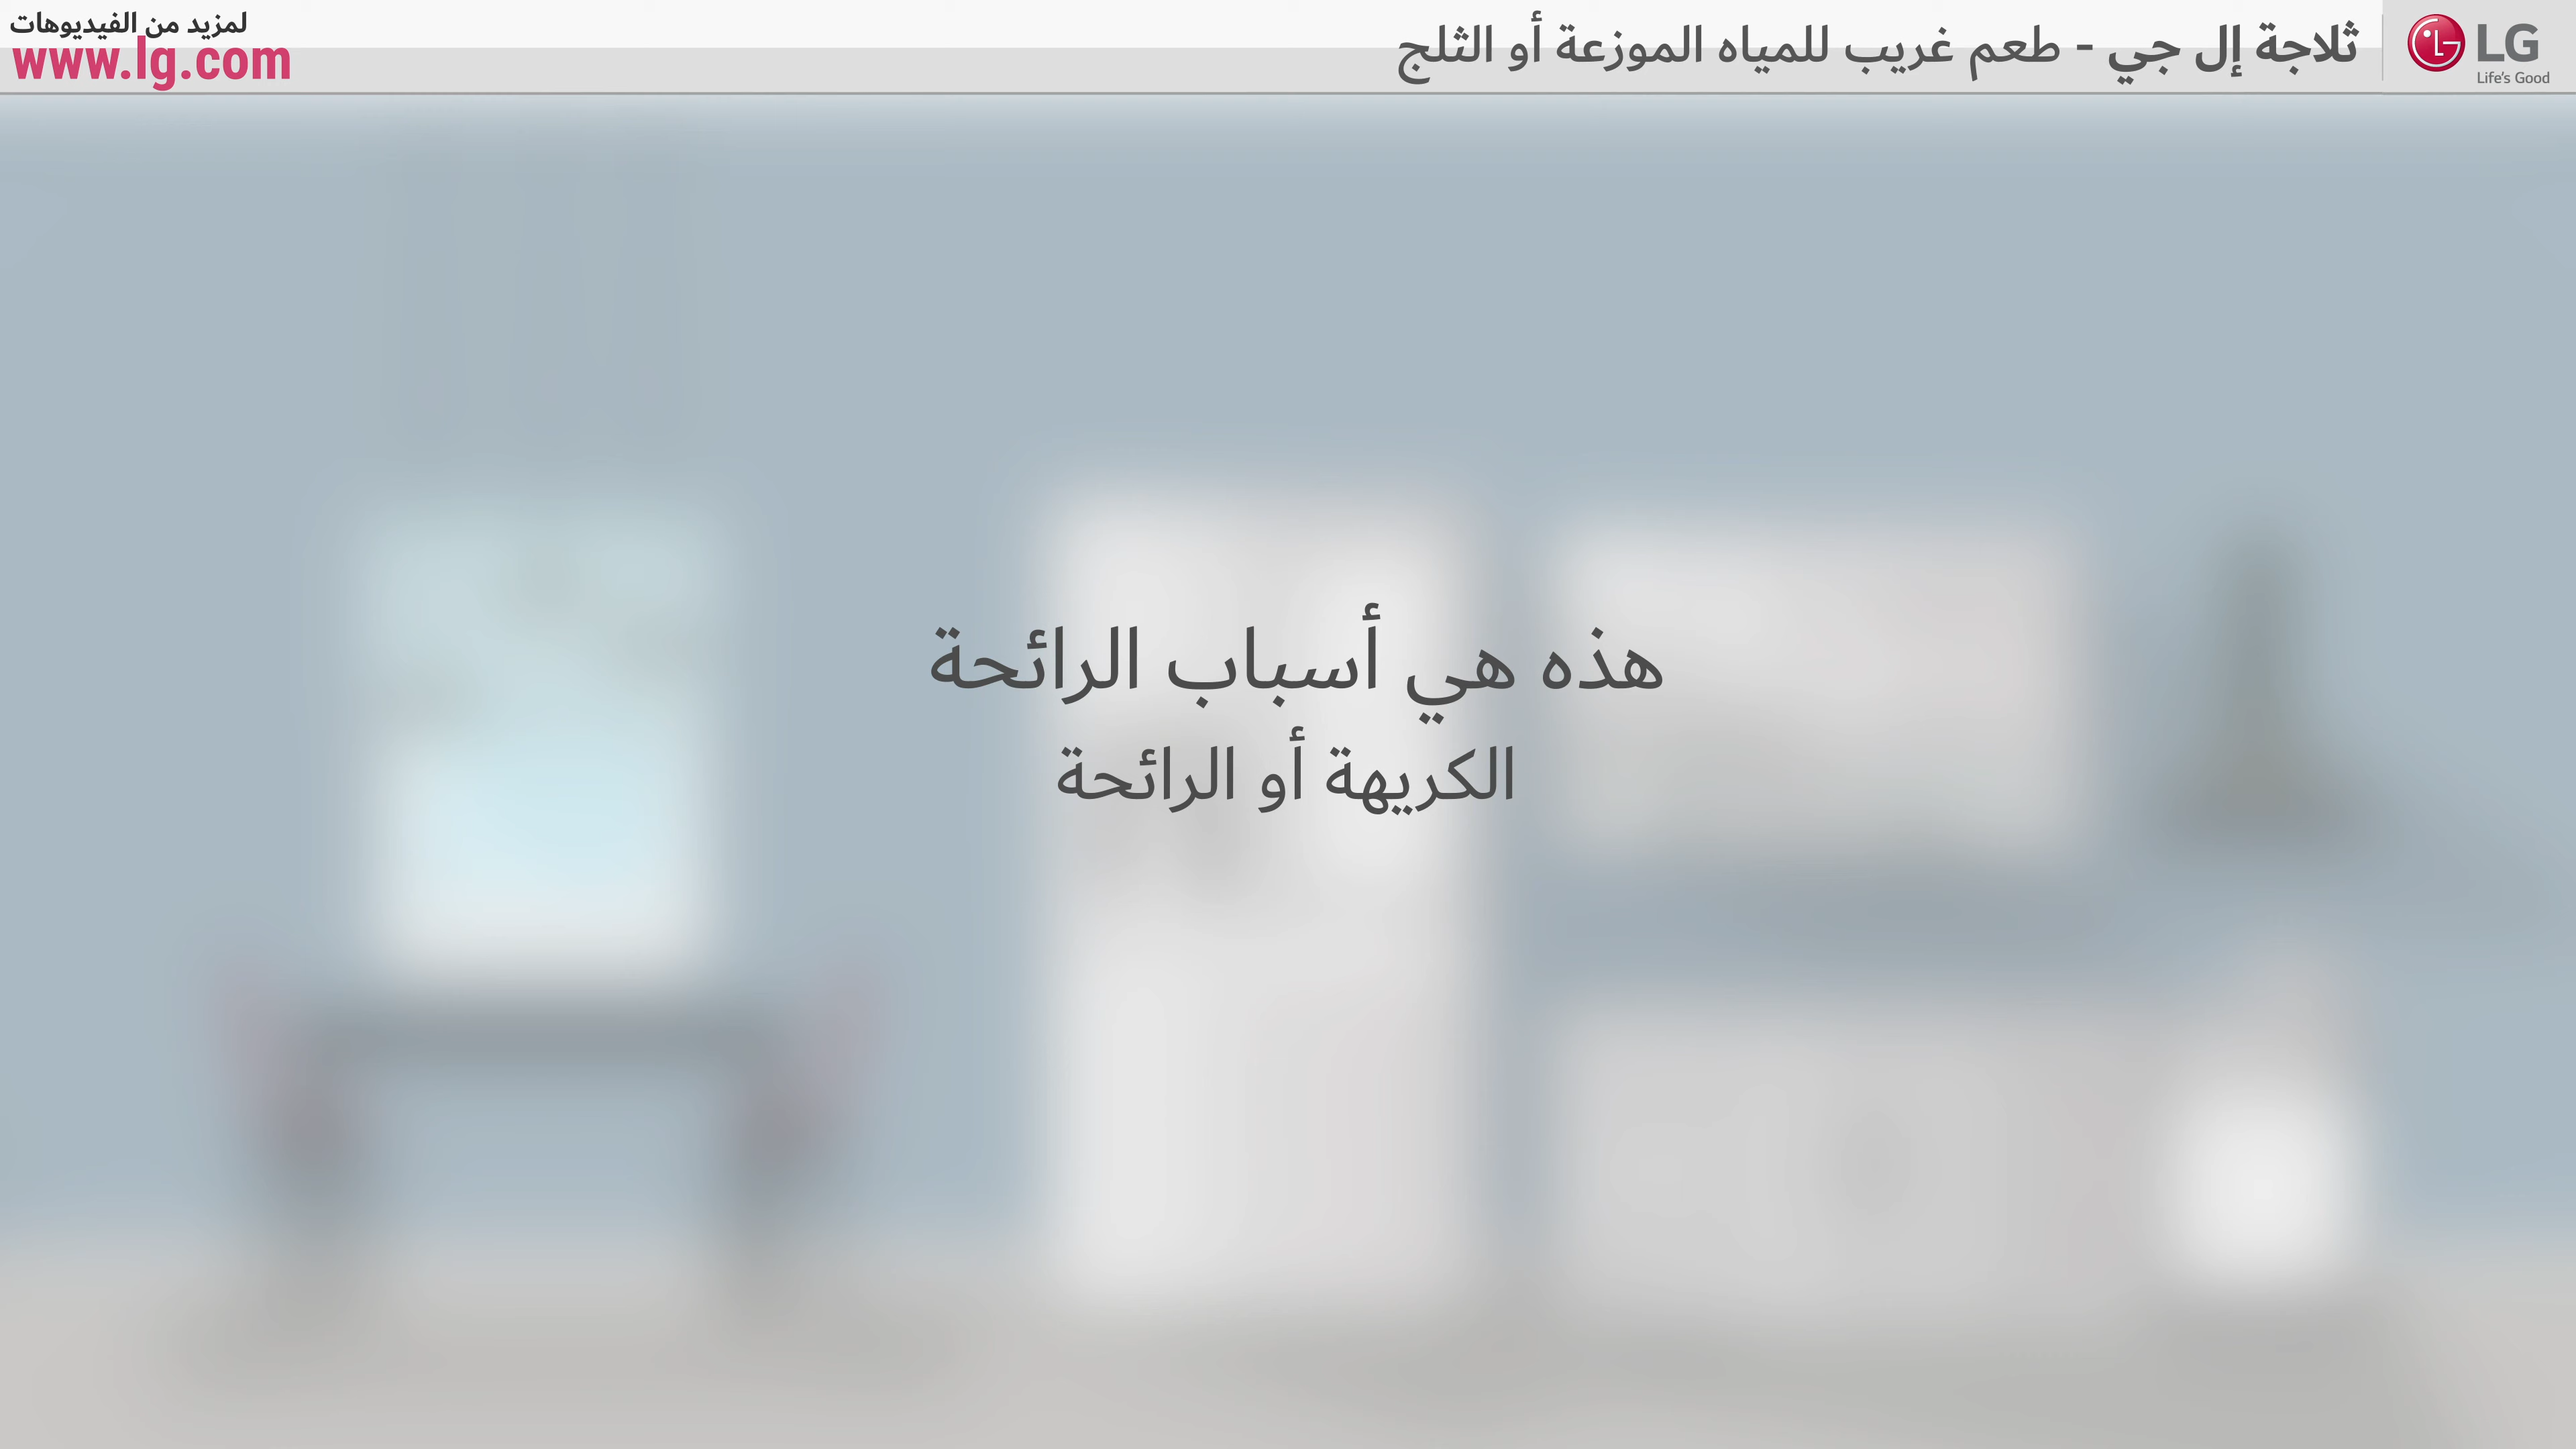 LG
Life's Good
ثلاجة إل جي - طعم غريب للمياه الموزعة أو الثلج
لمزيد من الفيديوهات
www.lg.com
هذه هي أسباب الرائحة
الكريهة أو الرائحة